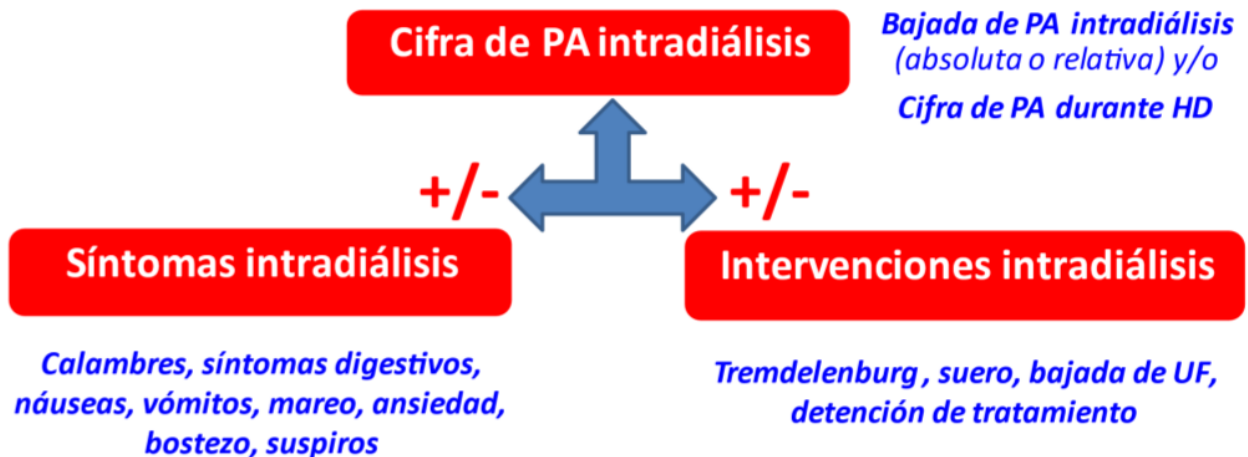 Cifra de PA intradiálisis
Bajada de PA intradiálisis
(absoluta o relativa) y/o
Cifra de PA durante HD
+/-
+/-
Síntomas intradiálisis
Intervenciones intradiálisis
Calambres, síntomas digestivos,
náuseas, vómitos, mareo, ansiedad,
bostezo, suspiros
Tremdelenburg , suero, bajada de UF,
detención de tratamiento